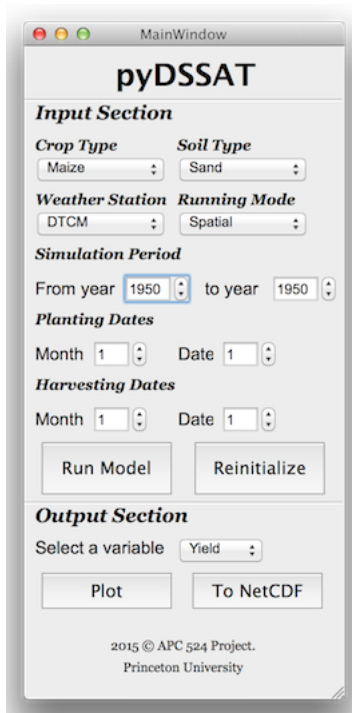 MainWindow
pyDSSAT
Input Section
Crop Type Soil Type
Maize Sand
Weather Station Running Mode
DTCM Spatial
Simulation Period
From year 1950 to year 1950
Planting Dates
Month 1 Date 1
Harvesting Dates
Month 1 Date 1
Run Model Reinitialize
Output Section
Select a variable Yield
Plot To NetCDF
2015 © APC 524 Project.
Princeton University